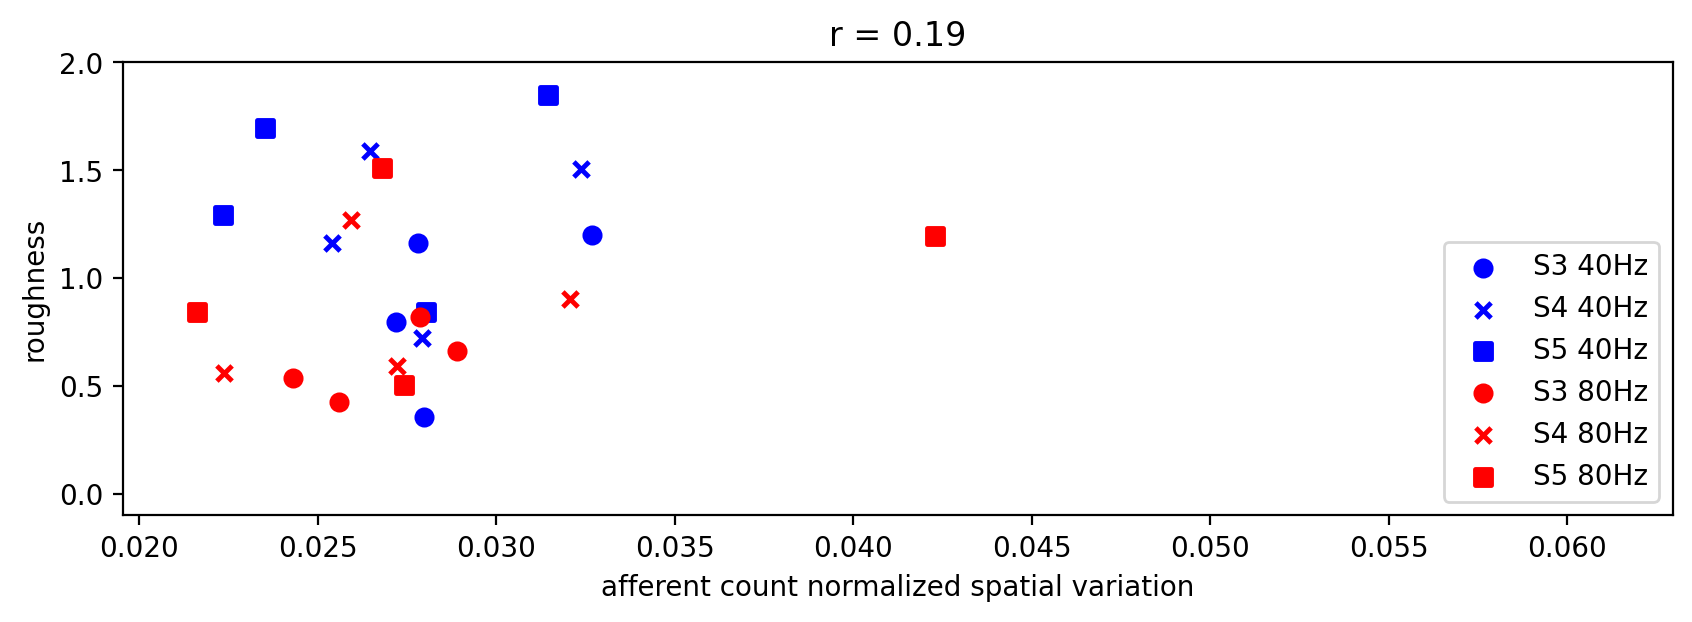 r = 0.19
2.0
1.5
1.0
0.5
0.0
roughness
0.020 0.025 0.030 0.035 0.040 0.045 0.050 0.055 0.060
afferent count normalized spatial variation
S3 40Hz
S4 40Hz
S5 40Hz
S3 80Hz
S4 80Hz
S5 80Hz